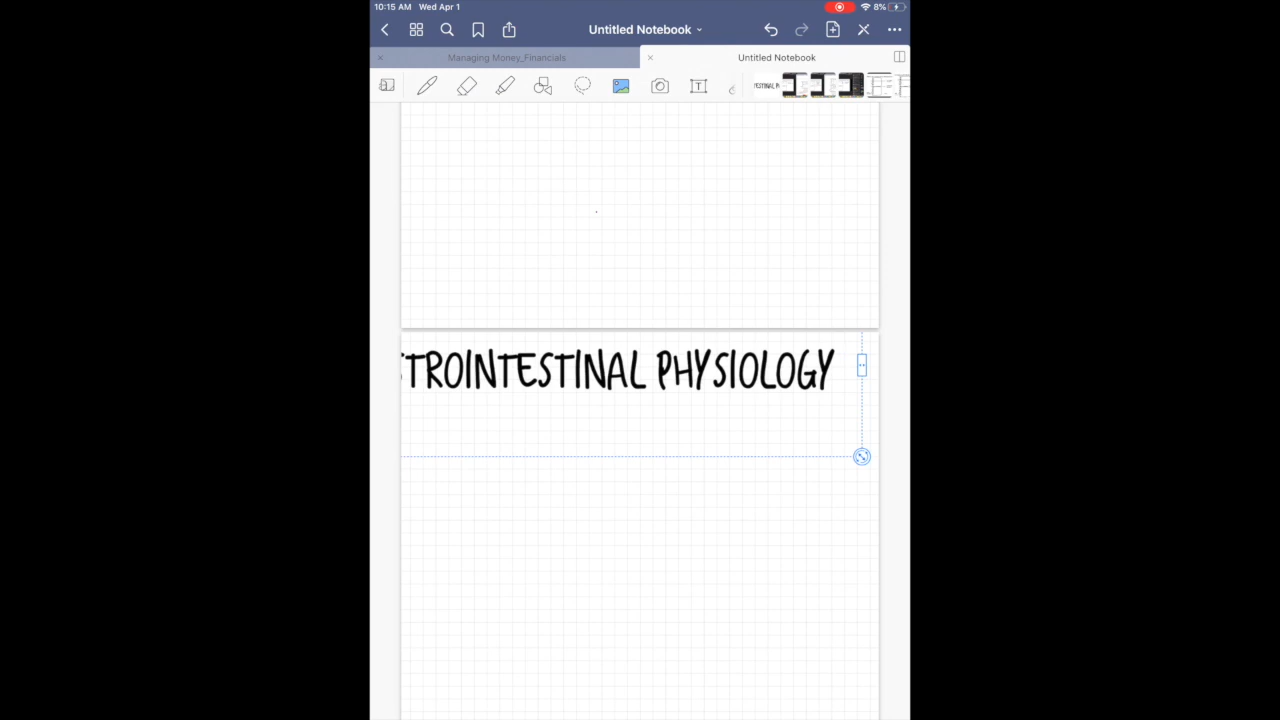 10:15 AM Wed Apr 1
8%
Untitled Notebook
Managing Money_Financials
Untitled Notebook
T
TROINTESTINAL PHYSIOLOGY